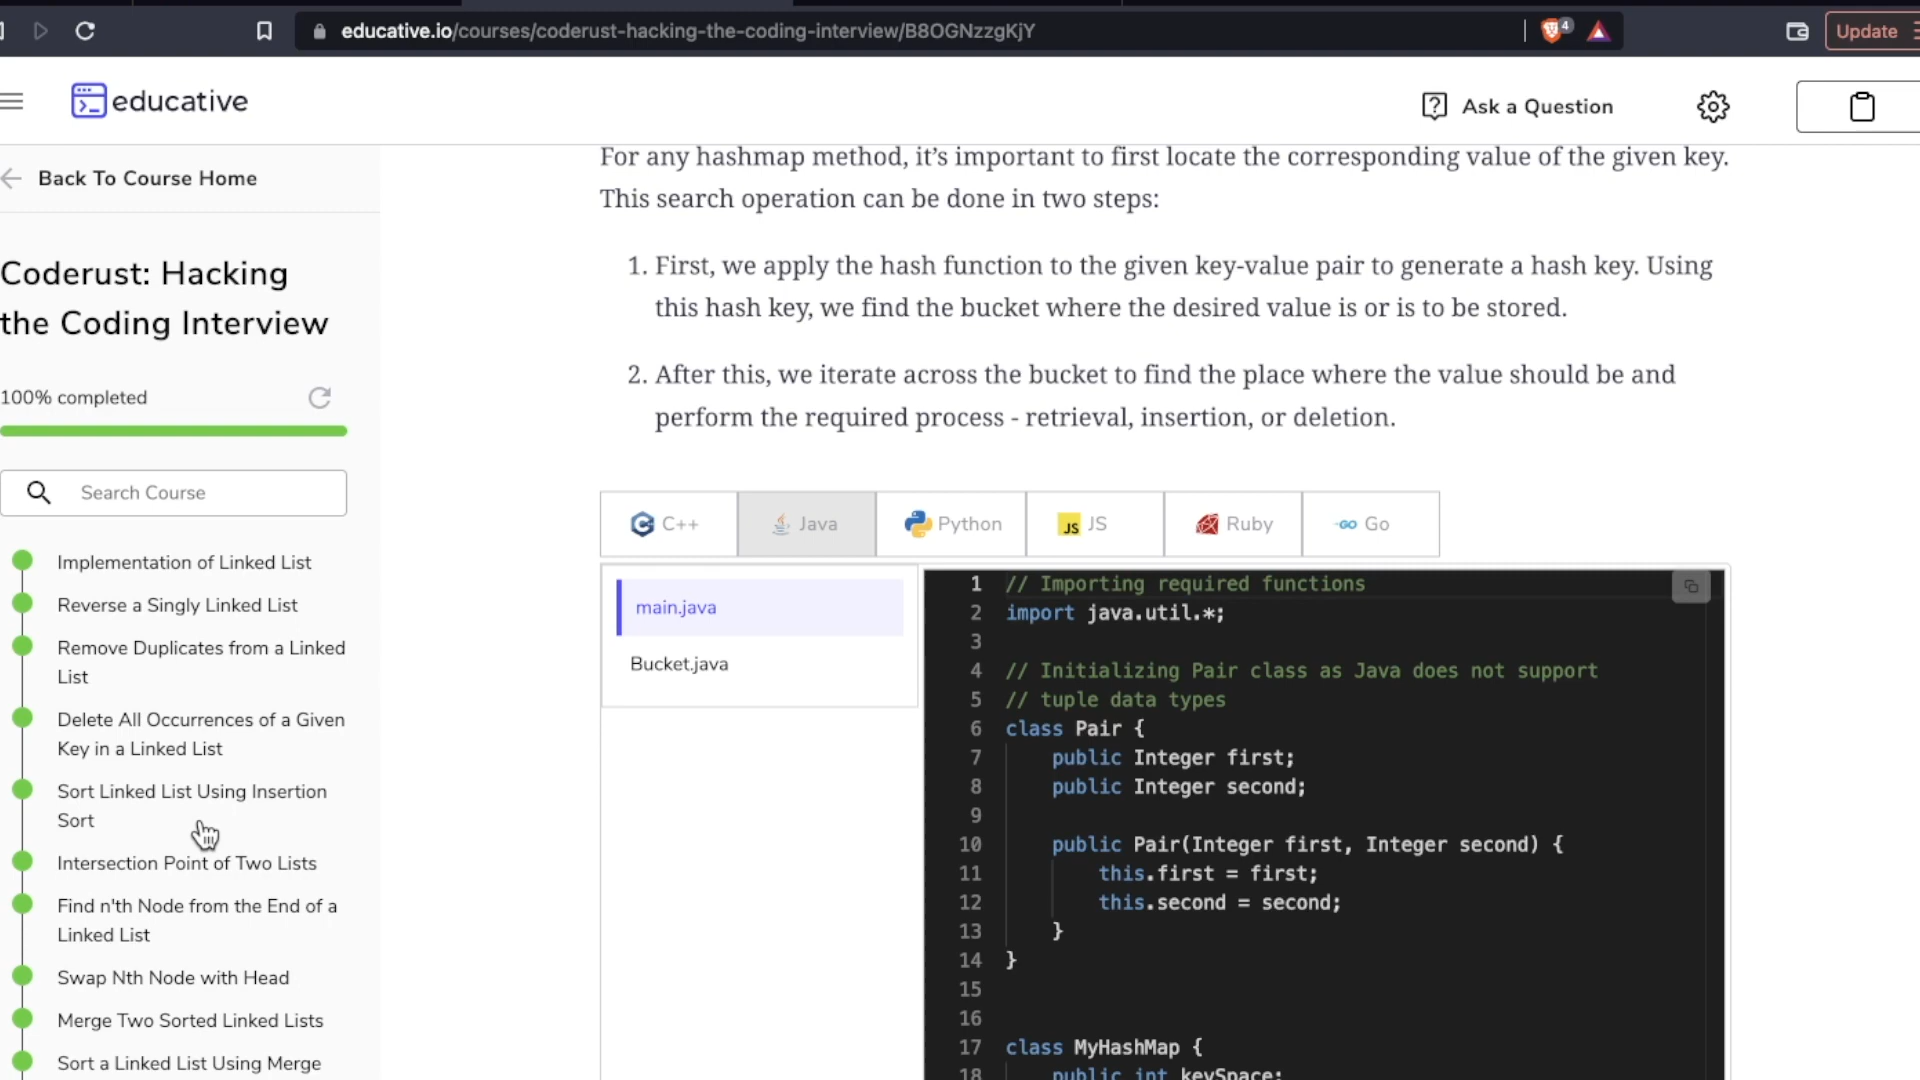 educative.io/courses/coderust-hacking-the-coding-interview/B8OGNzzgKjY
4
Update
educative
Ask a Question
Back To Course Home
Coderust: Hacking
the Coding Interview
100% completed
Search Course
Implementation of Linked List
Reverse a Singly Linked List
Remove Duplicates from a Linked
List
Delete All Occurrences of a Given
Key in a Linked List
Sort Linked List Using Insertion
Sort
Intersection Point of Two Lists
Find n'th Node from the End of a
Linked List
Swap Nth Node with Head
Merge Two Sorted Linked Lists
Sort a Linked List Using Merge
For any hashmap method, it’s important to first locate the corresponding value of the given key.
This search operation can be done in two steps:
1. First, we apply the hash function to the given key-value pair to generate a hash key. Using
this hash key, we find the bucket where the desired value is or is to be stored.
2. After this, we iterate across the bucket to find the place where the value should be and
perform the required process - retrieval, insertion, or deletion.
C++ Java Python JS JS Ruby GO Go
main.java
Bucket.java
1 // Importing required functions
2 import java.util.*;
3
4 // Initializing Pair class as Java does not support
5 // tuple data types
6 class Pair {
7 public Integer first;
8 public Integer second;
9
10 public Pair(Integer first, Integer second) {
11 this.first = first;
12 this.second = second;
13 }
14 }
15
16
17 class MyHashMap {
18 public int keySpace;